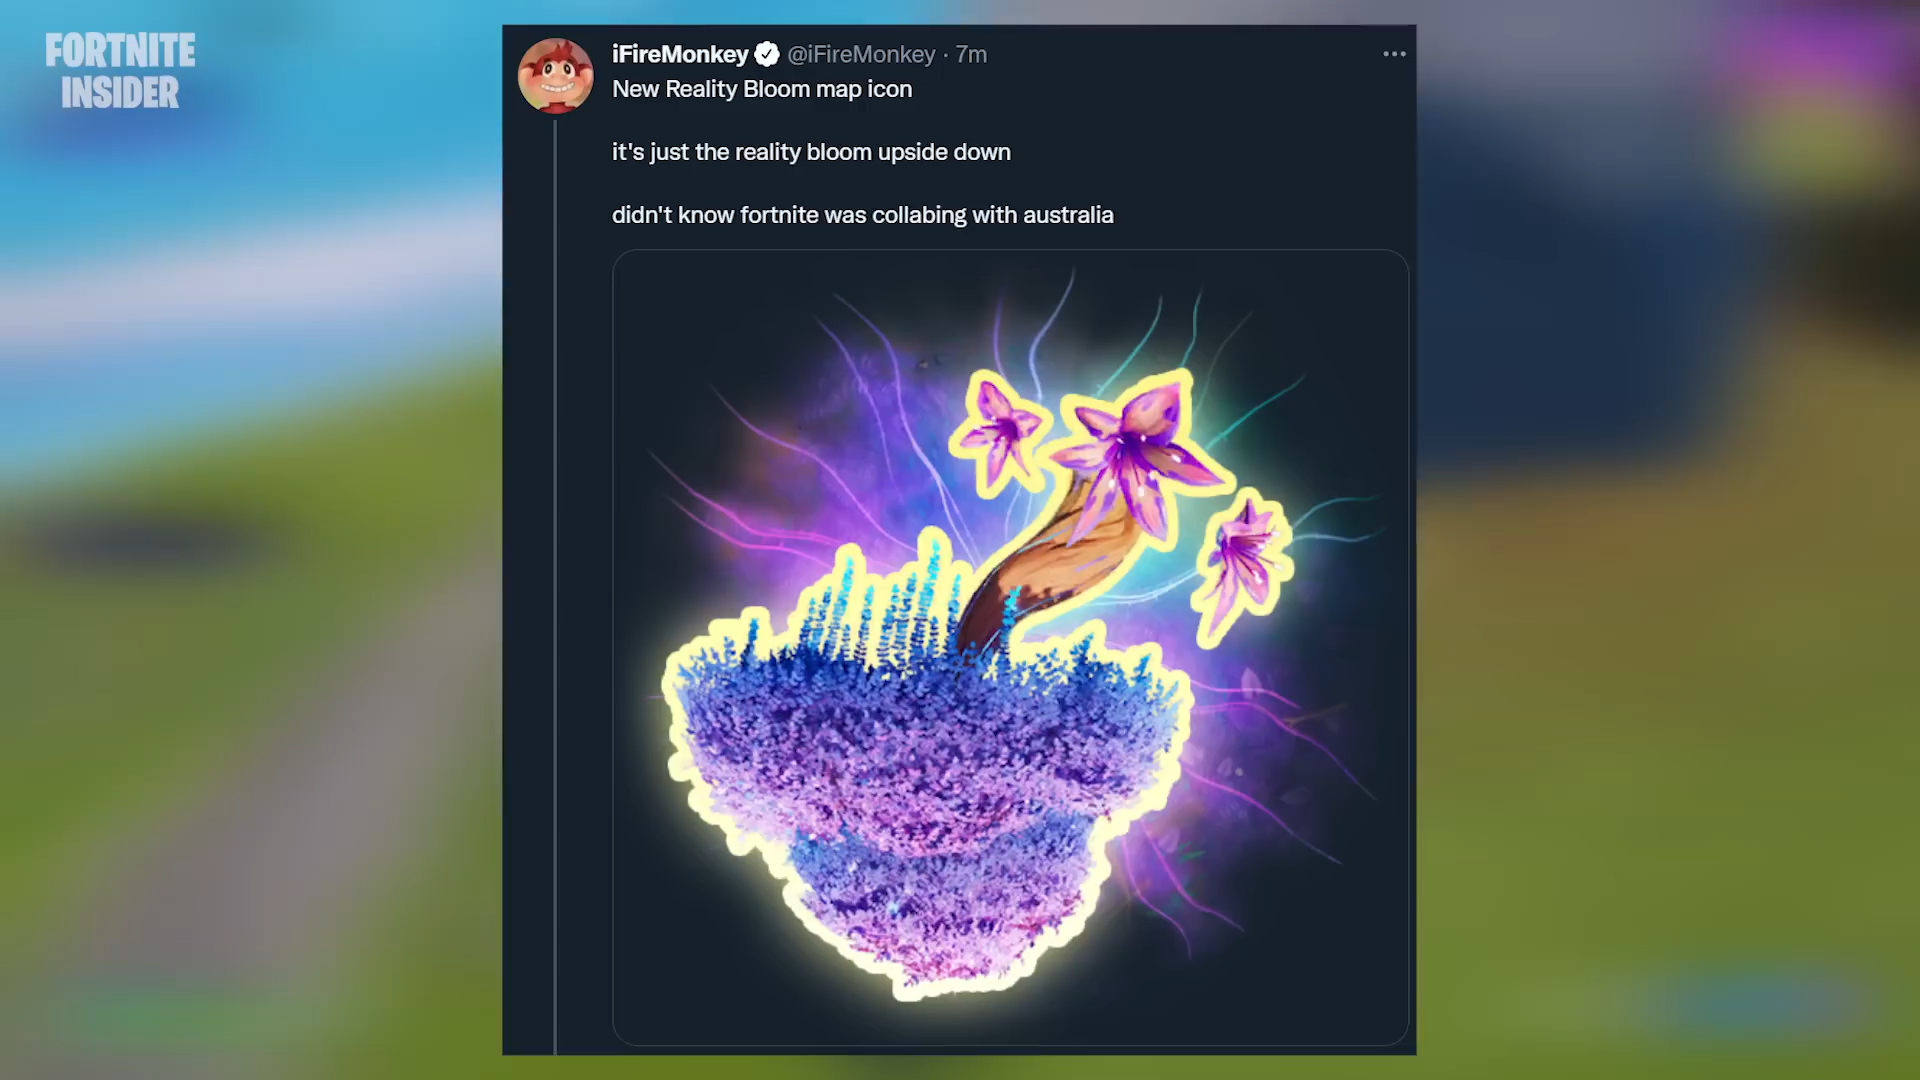 FORTNITE
INSIDER
iFireMonkey @iFireMonkey · 7m
New Reality Bloom map icon
it's just the reality bloom upside down
didn't know fortnite was collabing with australia